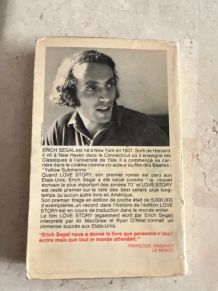 ERICH SEGAL est né à New York en 1937. Sorti de Harvard
il vit à New Haven dans le Connecticut où il enseigne les
Classiques à l'université de Yale. Il a commencé sa car-
rière dans le cinéma comme co-auteur du film des Beatles :
"Yellow Submarine".
Quand LOVE STORY, son premier roman est paru aux
Etats-Unis, Erich Segal a été salué comme "le nouvel
écrivain le plus important des années 70" et LOVE STORY
est resté premier sur la liste des best sellers plus long-
temps qu'aucun autre livre en Amérique.
Son premier tirage en édition de poche était de 5.000.000
d'exemplaires, un record dans l'histoire de l'édition. LOVE
STORY est en cours de traduction dans le monde entier.
Le film LOVE STORY (également écrit par Erich Segal)
interprété par Ali MacGraw et Ryan O'Neal connaît un
immense succès aux Etats-Unis.
"Erich Segal nous a donné le livre que personne n'osait
écrire mais que tout le monde attendait."
FRANÇOISE
LE MONDE